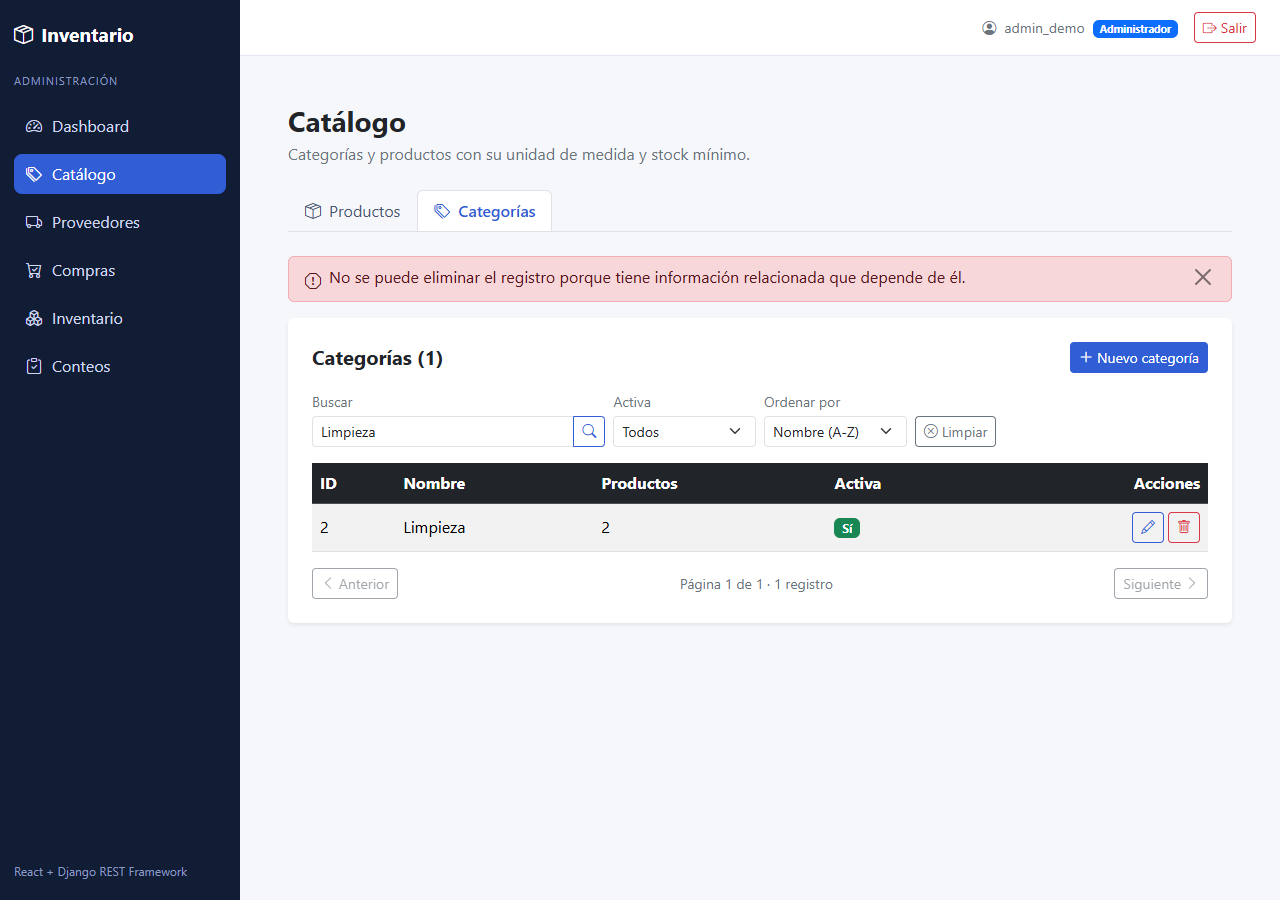 Inventario
admin_demo Administrador Salir
ADMINISTRACIÓN
Dashboard
Catálogo
Proveedores
Compras
Inventario
Conteos
React + Django REST Framework
Catálogo
Categorías y productos con su unidad de medida y stock mínimo.
Productos Categorías
No se puede eliminar el registro porque tiene información relacionada que depende de él.
Categorías (1) Nuevo categoría
Buscar Activa Ordenar por
Limpieza Todos Nombre (A-Z) Limpiar
ID Nombre Productos Activa Acciones
2 Limpieza 2 Sí
Anterior Página 1 de 1 · 1 registro Siguiente